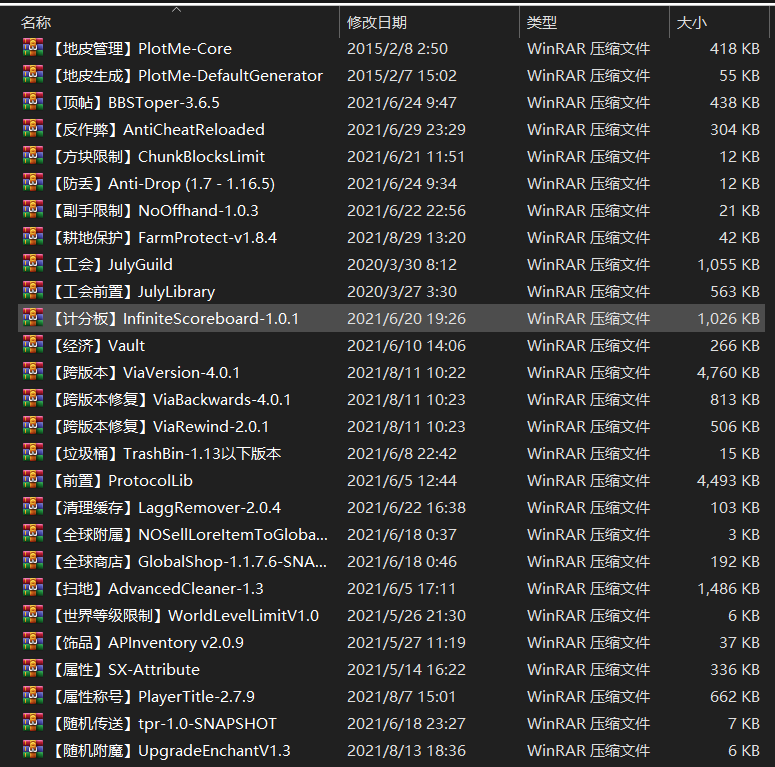 名称 修改日期 类型 大小
【地皮管理】PlotMe-Core 2015/2/8 2:50 WinRAR 压缩文件 418 KB
【地皮生成】PlotMe-DefaultGenerator 2015/2/7 15:02 WinRAR 压缩文件 55 KB
【顶帖】BBSToper-3.6.5 2021/6/24 9:47 WinRAR 压缩文件 438 KB
【反作弊】AntiCheatReloaded 2021/6/29 23:29 WinRAR 压缩文件 304 KB
【方块限制】ChunkBlocksLimit 2021/6/21 11:51 WinRAR 压缩文件 12 KB
【防丢】Anti-Drop (1.7 - 1.16.5) 2021/6/24 9:34 WinRAR 压缩文件 12 KB
【副手限制】NoOffhand-1.0.3 2021/6/22 22:56 WinRAR 压缩文件 21 KB
【耕地保护】FarmProtect-v1.8.4 2021/8/29 13:20 WinRAR 压缩文件 42 KB
【工会】JulyGuild 2020/3/30 8:12 WinRAR 压缩文件 1,055 KB
【工会前置】JulyLibrary 2020/3/27 3:30 WinRAR 压缩文件 563 KB
【计分板】InfiniteScoreboard-1.0.1 2021/6/20 19:26 WinRAR 压缩文件 1,026 KB
【经济】Vault 2021/6/10 14:06 WinRAR 压缩文件 266 KB
【跨版本】ViaVersion-4.0.1 2021/8/11 10:22 WinRAR 压缩文件 4,760 KB
【跨版本修复】ViaBackwards-4.0.1 2021/8/11 10:23 WinRAR 压缩文件 813 KB
【跨版本修复】ViaRewind-2.0.1 2021/8/11 10:23 WinRAR 压缩文件 506 KB
【垃圾桶】TrashBin-1.13以下版本 2021/6/8 22:42 WinRAR 压缩文件 15 KB
【前置】ProtocolLib 2021/6/5 12:44 WinRAR 压缩文件 4,493 KB
【清理缓存】LaggRemover-2.0.4 2021/6/22 16:38 WinRAR 压缩文件 103 KB
【全球附属】NOSellLoreItemToGloba... 2021/6/18 0:37 WinRAR 压缩文件 3 KB
【全球商店】GlobalShop-1.1.7.6-SNA... 2021/6/18 0:46 WinRAR 压缩文件 192 KB
【扫地】AdvancedCleaner-1.3 2021/6/5 17:11 WinRAR 压缩文件 1,486 KB
【世界等级限制】WorldLevelLimitV1.0 2021/5/26 21:30 WinRAR 压缩文件 6 KB
【饰品】APInventory v2.0.9 2021/5/27 11:19 WinRAR 压缩文件 37 KB
【属性】SX-Attribute 2021/5/14 16:22 WinRAR 压缩文件 336 KB
【属性称号】PlayerTitle-2.7.9 2021/8/7 15:01 WinRAR 压缩文件 662 KB
【随机传送】tpr-1.0-SNAPSHOT 2021/6/18 23:27 WinRAR 压缩文件 7 KB
【随机附魔】UpgradeEnchantV1.3 2021/8/13 18:36 WinRAR 压缩文件 6 KB